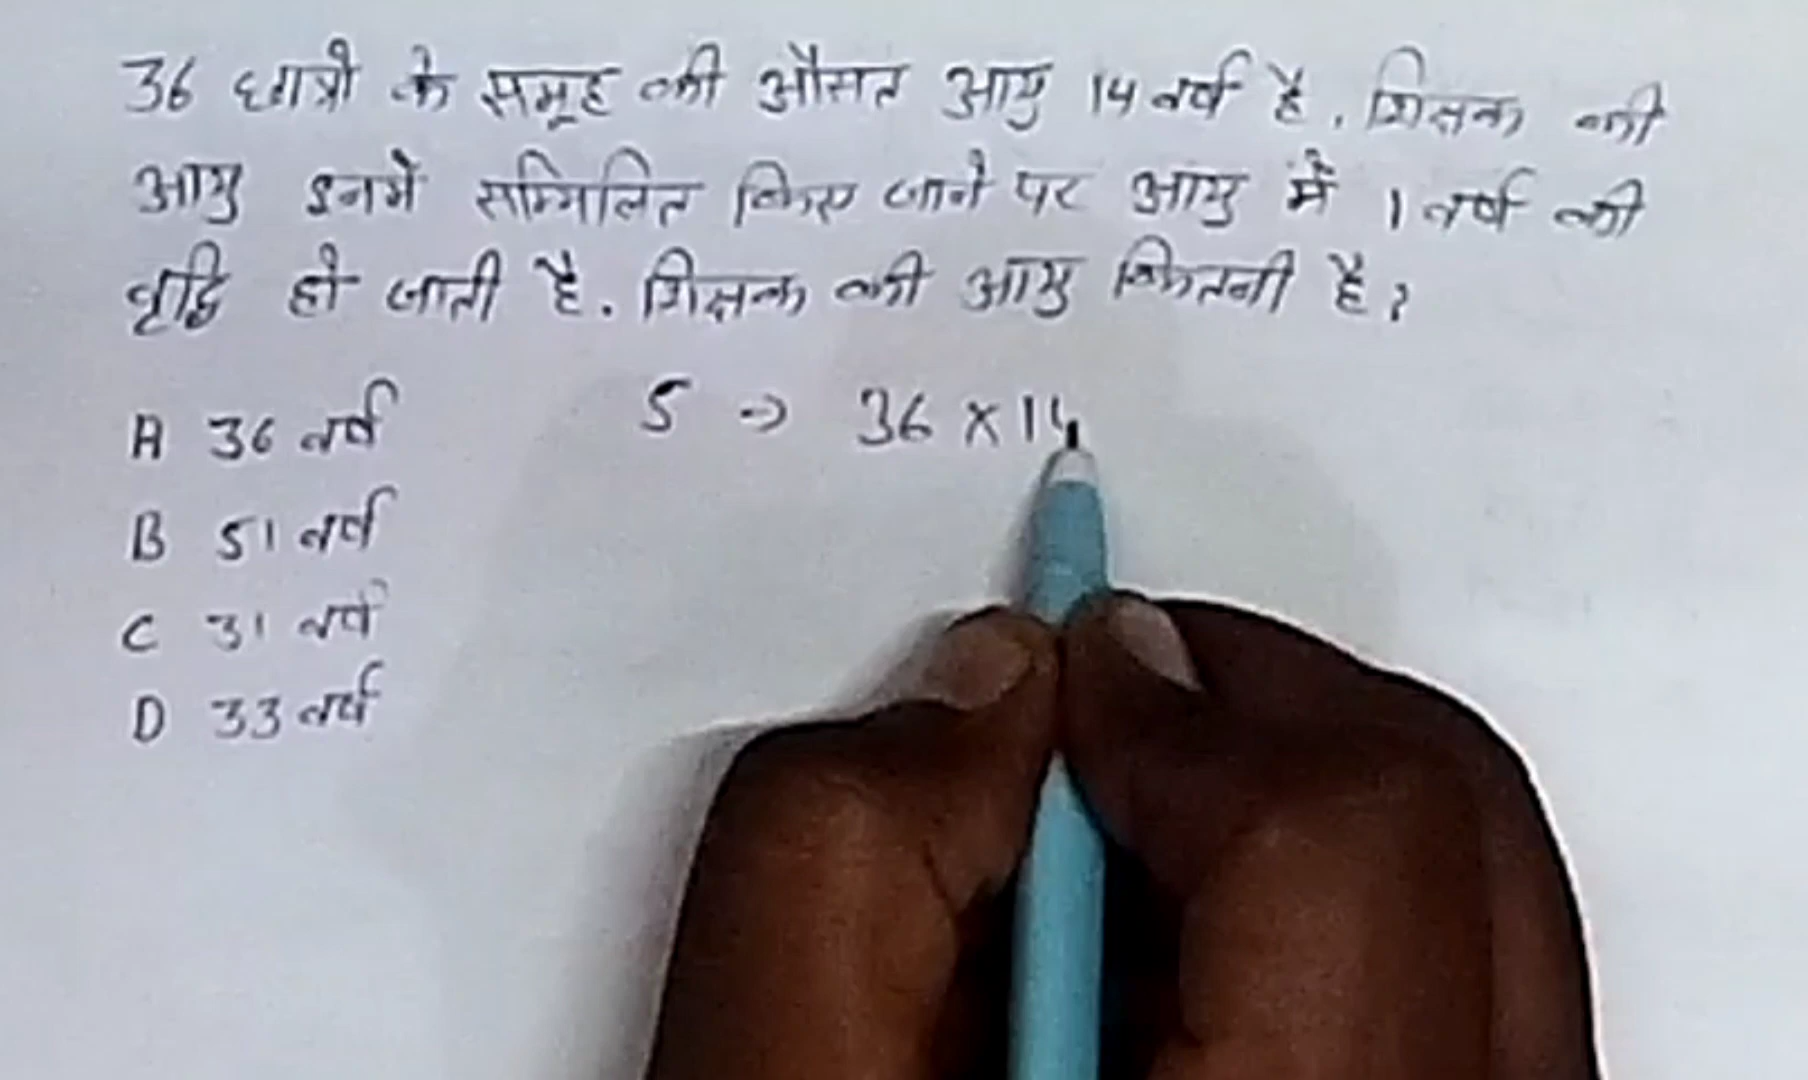 36 छात्रो के समूह की औसत आयु 14 वर्ष है. शिक्षक की
आयु इनमें सम्मिलित किए जाने पर आयु में 1 वर्ष की
वृद्धि हो जाती है. शिक्षक की आयु कितनी है?
A 36 वर्ष
S → 36 × 14
B 51 वर्ष
C 31 वर्ष
D 33 वर्ष